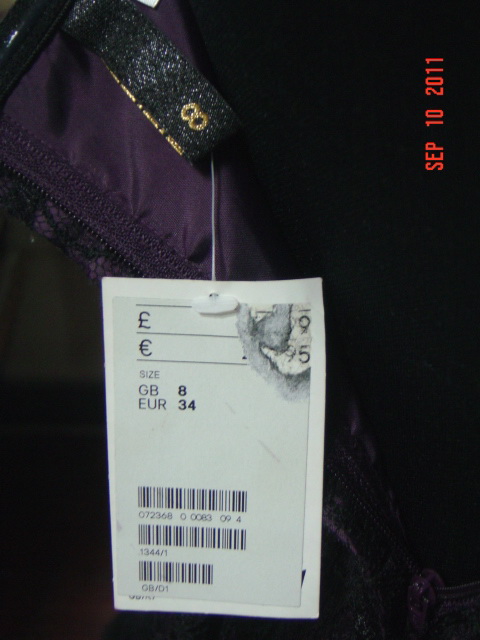 8
SEP 10 2011
£
€
SIZE
GB 8
EUR 34
072368 0 0083 09 4
1344/1
GB/D1